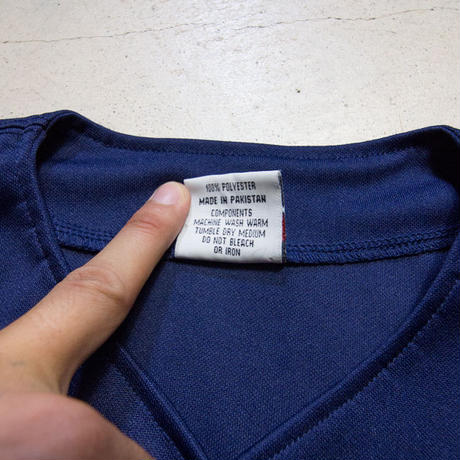 100% POLYESTER
MADE IN PAKISTAN
COMPONENTS
MACHINE WASH WARM
TUMBLE DRY MEDIUM
DO NOT BLEACH
OR IRON